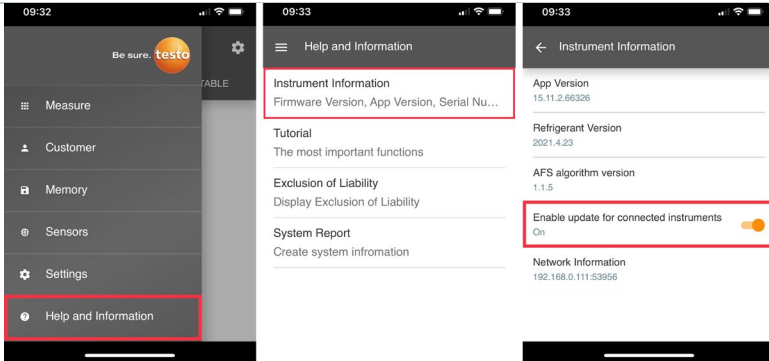 09:32
Be sure. testo
TABLE
Measure
Customer
Memory
Sensors
Settings
Help and Information
09:33
Help and Information
Instrument Information
Firmware Version, App Version, Serial Nu...
Tutorial
The most important functions
Exclusion of Liability
Display Exclusion of Liability
System Report
Create system infromation
09:33
Instrument Information
App Version
15.11.2.66326
Refrigerant Version
2021.4.23
AFS algorithm version
1.1.5
Enable update for connected instruments
On
Network Information
192.168.0.111:53956